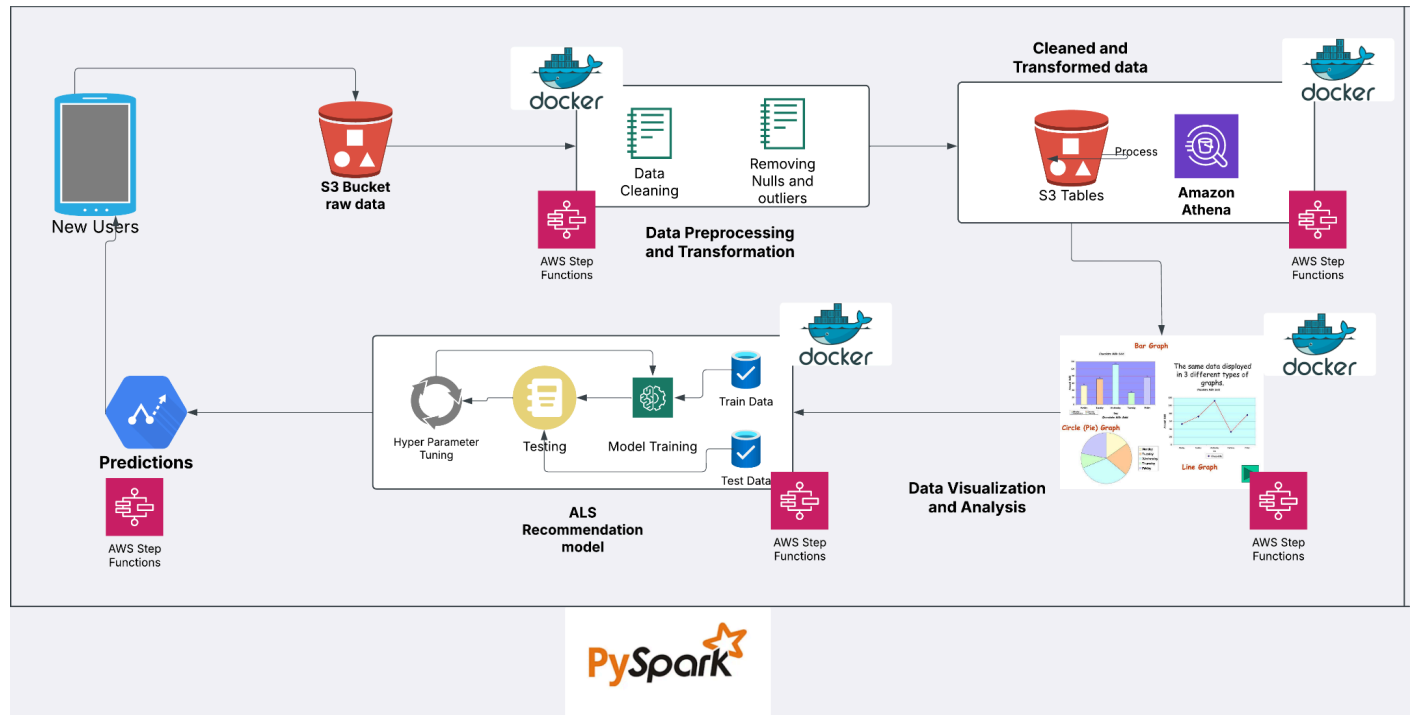 Cleaned and
Transformed data
docker
docker
S3 Bucket
raw data
New Users
Data
Cleaning
Removing
Nulls and
outliers
Process
S3 Tables
Amazon
Athena
AWS Step
Functions
Data Preprocessing
and Transformation
AWS Step
Functions
docker
docker
Bar Graph
The same data displayed
in 3 different types of
graphs.
Circle (Pie) Graph
Line Graph
Train Data
Hyper Parameter
Tuning
Testing
Model Training
Test Data
Predictions
AWS Step
Functions
ALS
Recommendation
model
AWS Step
Functions
Data Visualization
and Analysis
AWS Step
Functions
PySpark